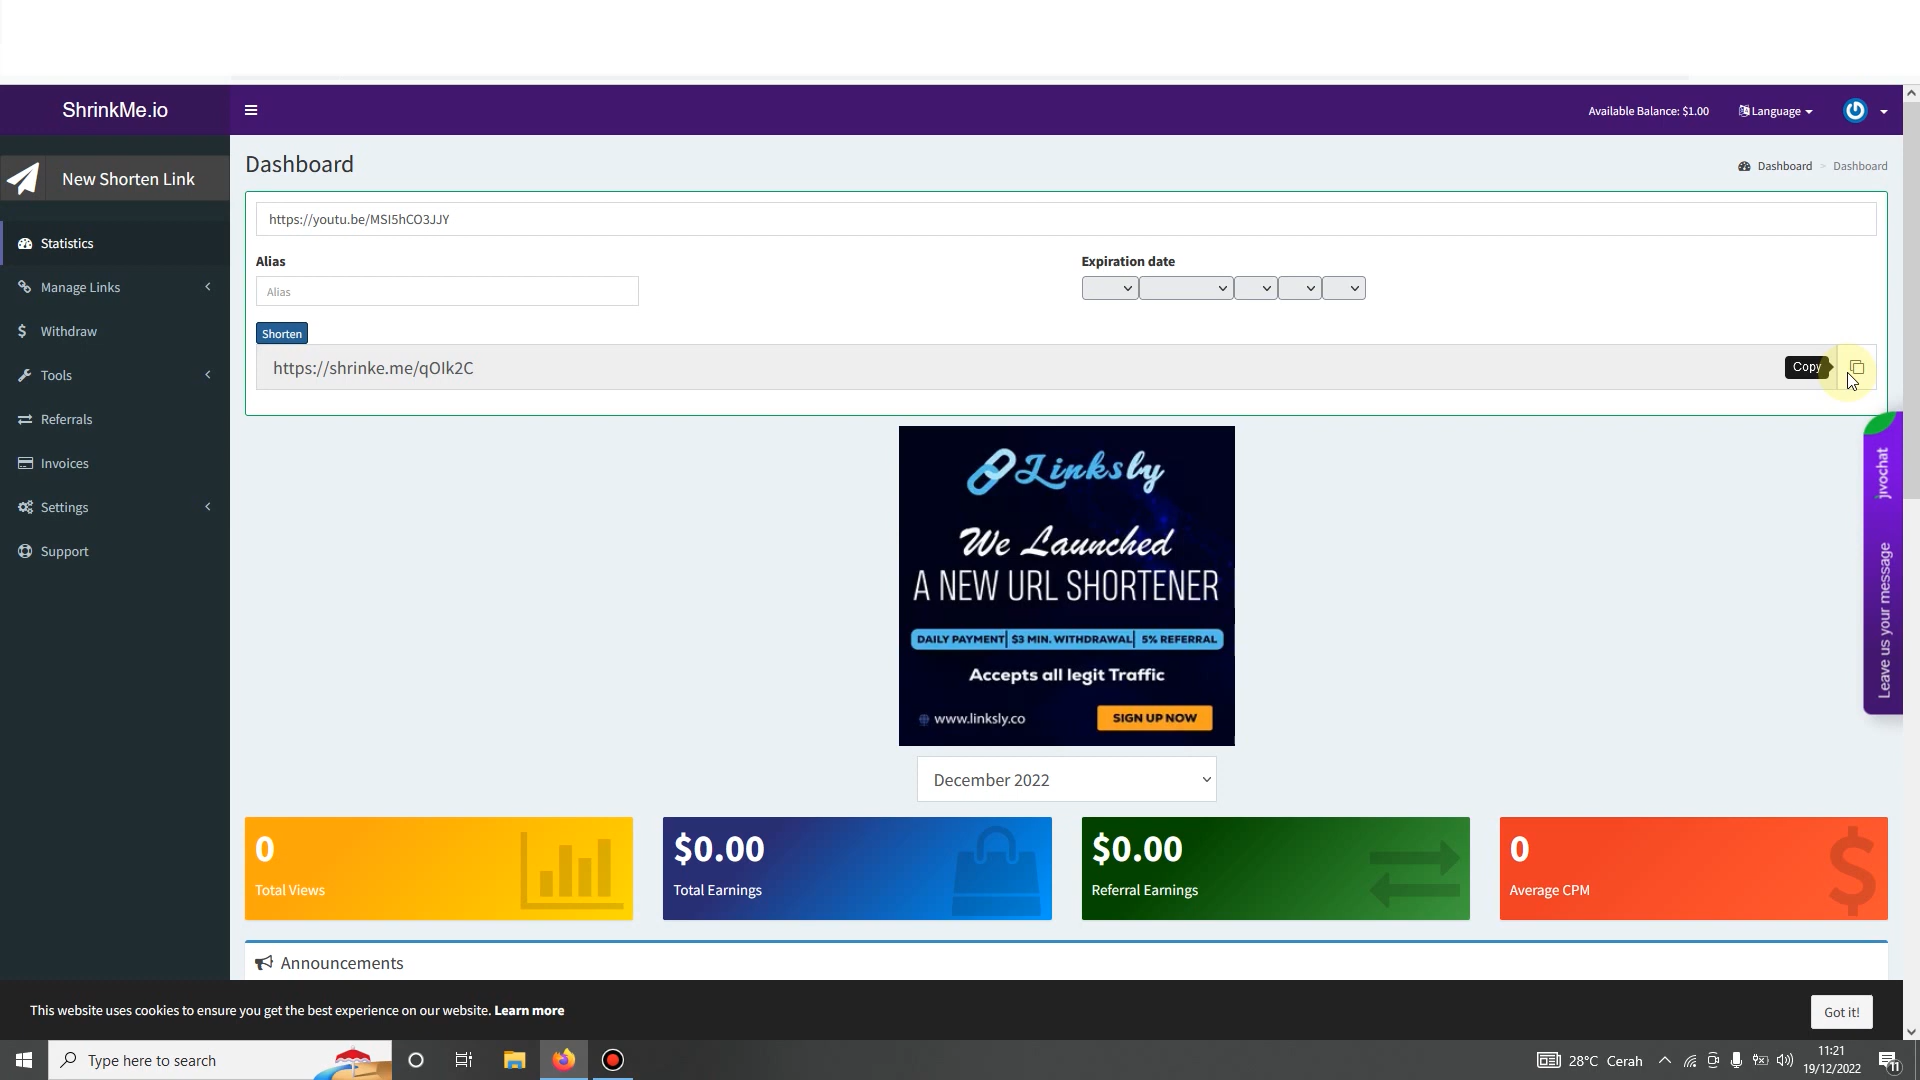 ShrinkMe.io
Available Balance: $1.00
Language
New Shorten Link
Dashboard
Dashboard > Dashboard
https://youtu.be/MSI5hCO3JJY
Statistics
Alias
Expiration date
Manage Links
Alias
Withdraw
Shorten
https://shrinke.me/qOIk2C
Copy
Tools
Referrals
Invoices
Settings
Support
jivochat
Leave us your message
Linksly
We Launched
A NEW URL SHORTENER
DAILY PAYMENT| $3 MIN. WITHDRAWAL| 5% REFERRAL
Accepts all legit Traffic
www.linksly.co
SIGN UP NOW
December 2022
0
Total Views
$0.00
Total Earnings
$0.00
Referral Earnings
0
Average CPM
Announcements
This website uses cookies to ensure you get the best experience on our website. Learn more
Got it!
Type here to search
28°C Cerah
11:21
19/12/2022
11